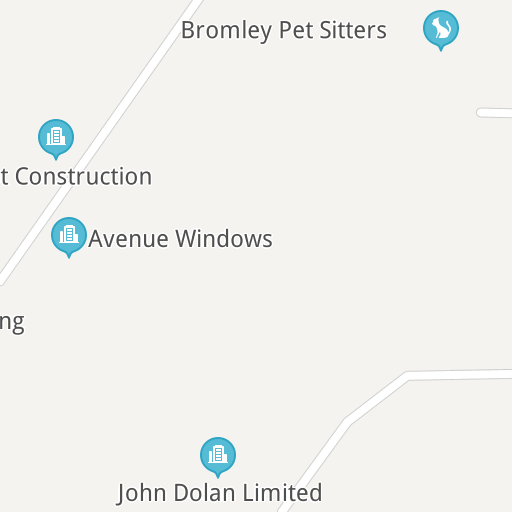 Bromley Pet Sitters
t Construction
Avenue Windows
ng
John Dolan Limited